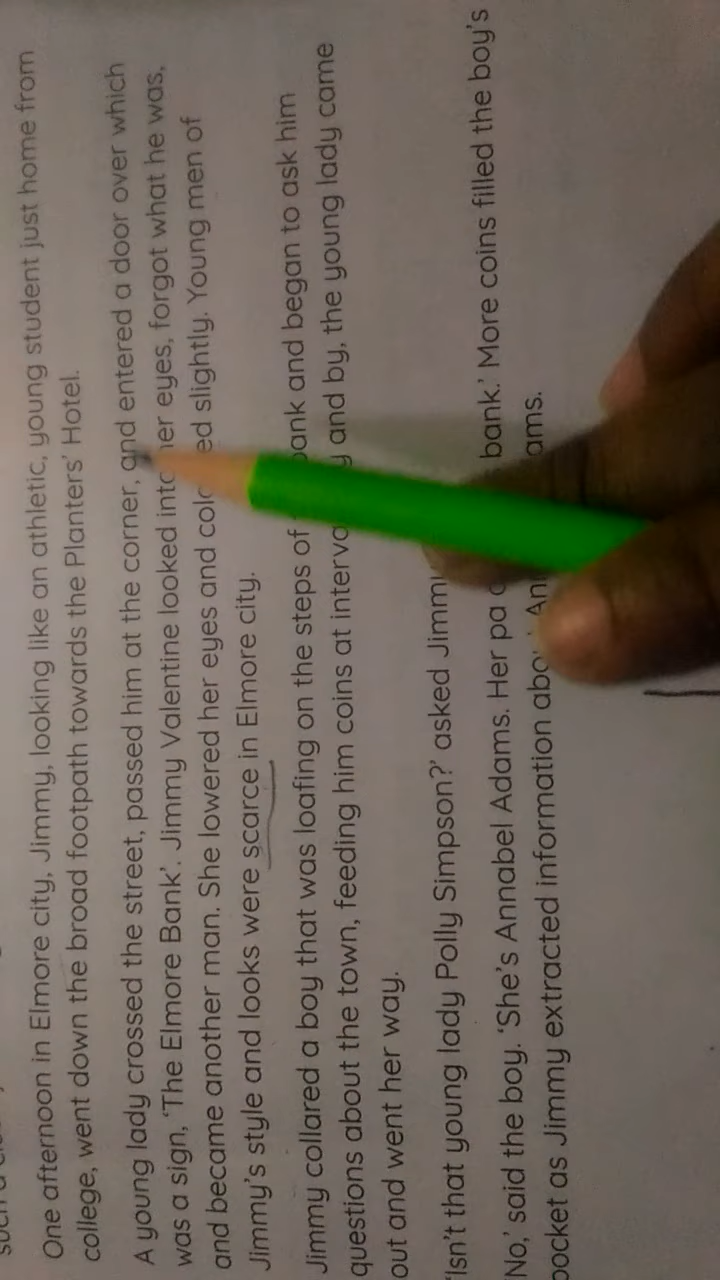 One afternoon in Elmore city, Jimmy, looking like an athletic, young student just home from
college, went down the broad footpath towards the Planters' Hotel.
A young lady crossed the street, passed him at the corner, and entered a door over which
was a sign, 'The Elmore Bank'. Jimmy Valentine looked into her eyes, forgot what he was,
and became another man. She lowered her eyes and slightly. Young men of
Jimmy's style and looks were scarce in Elmore city.
Jimmy collared a boy that was loafing on the steps of bank and began to ask him
questions about the town, feeding him coins at and by, the young lady came
out and went her way.
'Isn't that young lady Polly Simpson?' asked
No,' said the boy. 'She's Annabel Adams. Her pa bank.' More coins filled the boy's
pocket as Jimmy extracted information